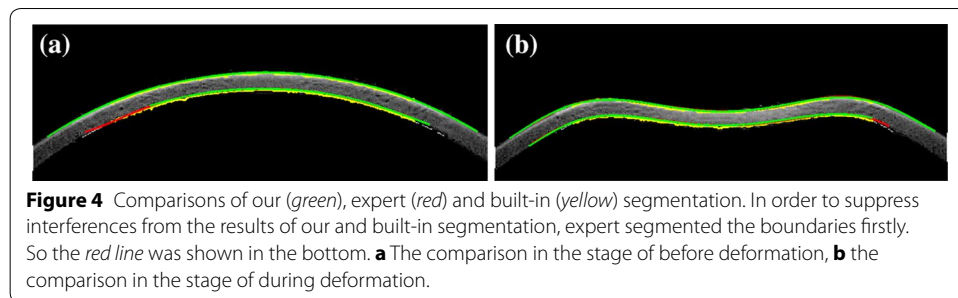 (a)
(b)
Figure 4 Comparisons of our (green), expert (red) and built-in (yellow) segmentation. In order to suppress
interferences from the results of our and built-in segmentation, expert segmented the boundaries firstly.
So the red line was shown in the bottom. a The comparison in the stage of before deformation, b the
comparison in the stage of during deformation.